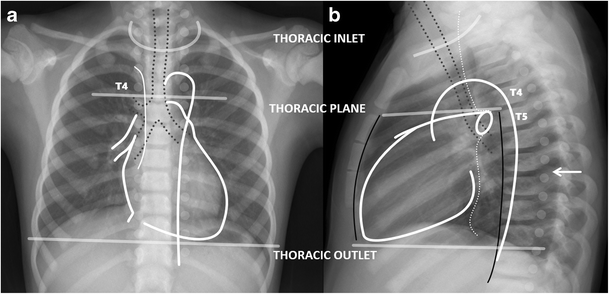 a
b
THORACIC INLET
T4
T4
THORACIC PLANE
T5
THORACIC OUTLET